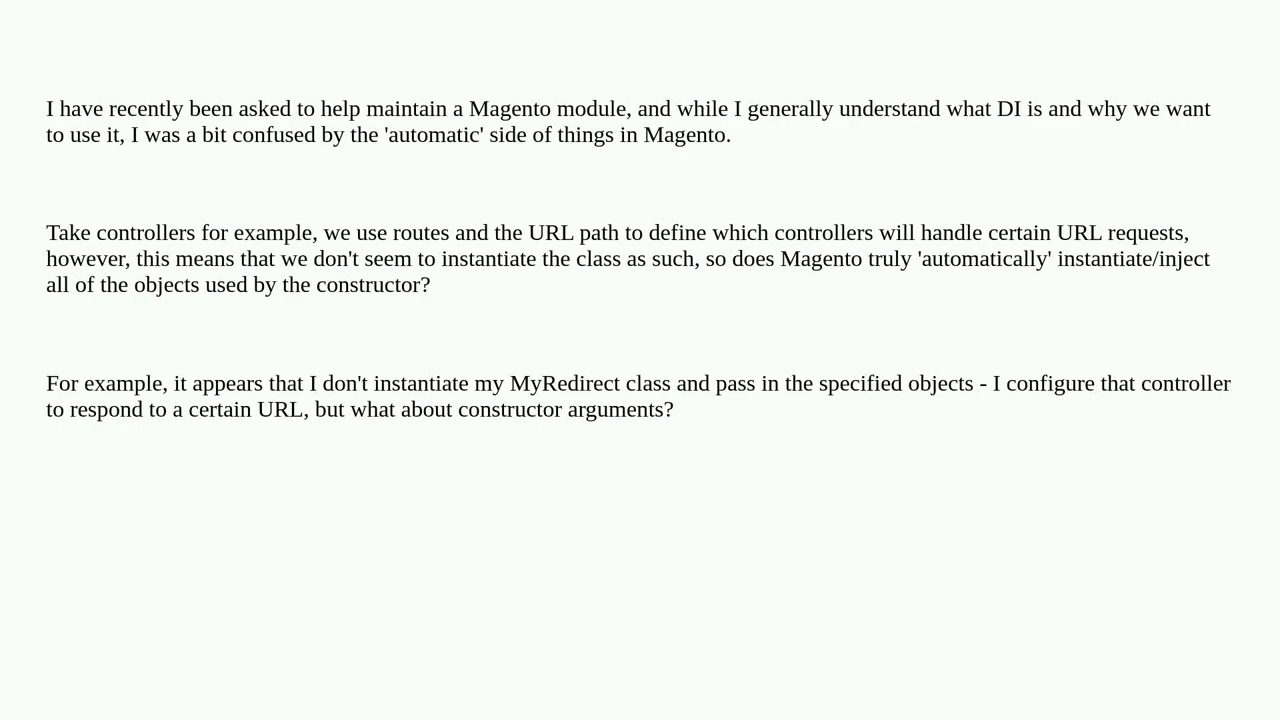 I have recently been asked to help maintain a Magento module, and while I generally understand what DI is and why we want
to use it, I was a bit confused by the 'automatic' side of things in Magento.
Take controllers for example, we use routes and the URL path to define which controllers will handle certain URL requests,
however, this means that we don't seem to instantiate the class as such, so does Magento truly 'automatically' instantiate/inject
all of the objects used by the constructor?
For example, it appears that I don't instantiate my MyRedirect class and pass in the specified objects - I configure that controller
to respond to a certain URL, but what about constructor arguments?